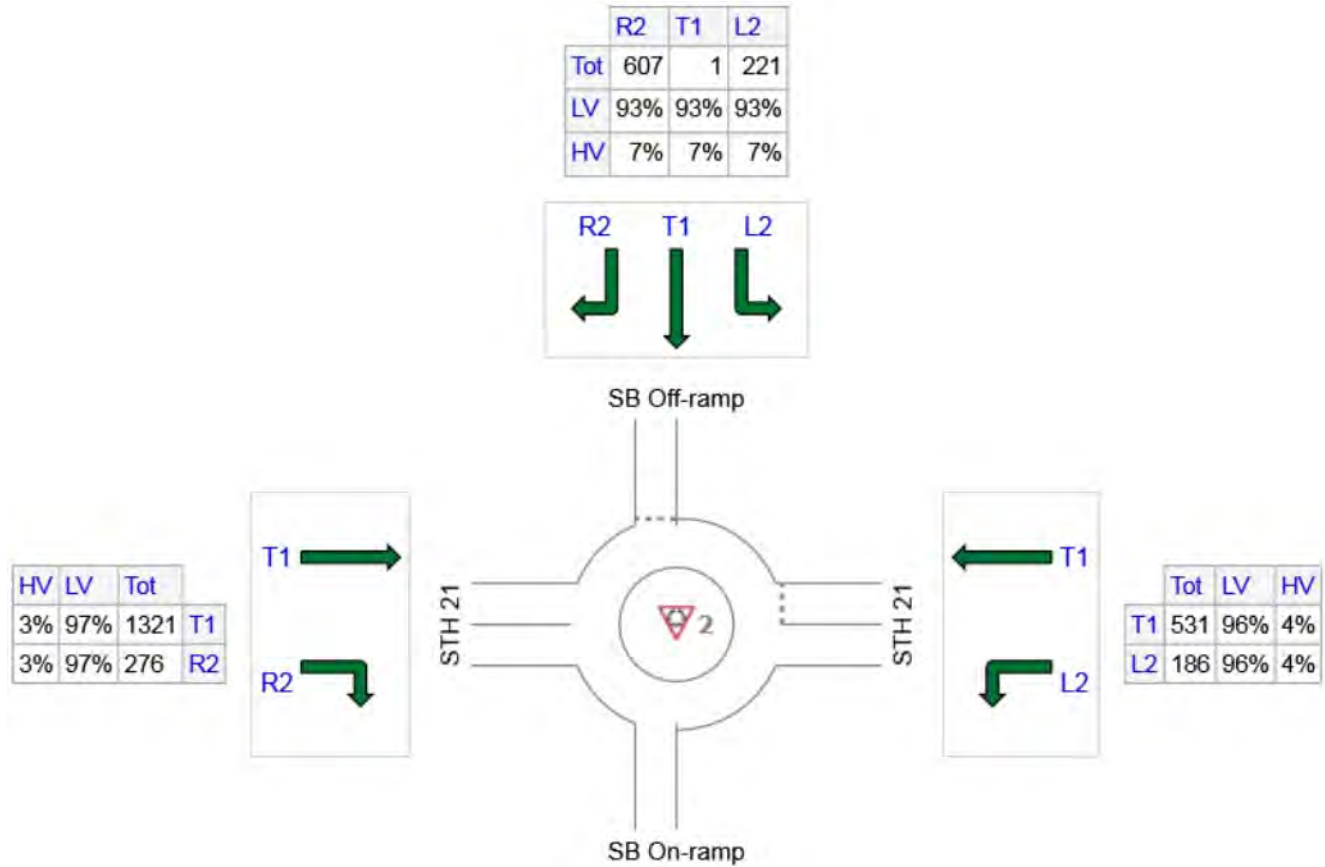 R2 T1 L2
Tot 607 1 221
LV 93% 93% 93%
HV 7% 7% 7%
R2 T1 L2
SB Off-ramp
T1
R2
HV LV Tot
3% 97% 1321 T1
3% 97% 276 R2
STH 21
2
STH 21
T1
L2
Tot LV HV
T1 531 96% 4%
L2 186 96% 4%
SB On-ramp